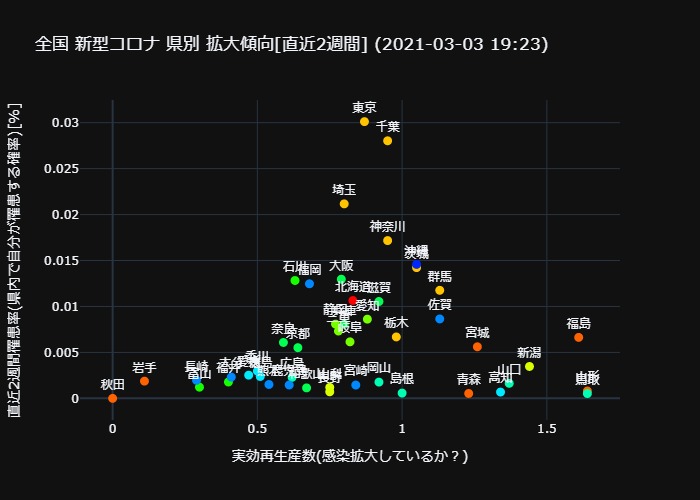 全国 新型コロナ 県別 拡大傾向[直近2週間] (2021-03-03 19:23)
直近2週間罹患率(県内で自分が罹患する確率)[%]
0.03
0.025
0.02
0.015
0.01
0.005
0
東京
千葉
埼玉
神奈川
沖縄
茨城
石川
福岡
大阪
群馬
北海道
滋賀
佐賀
静岡
愛知
奈良
京都
岐阜
栃木
宮城
福島
新潟
秋田
岩手
長崎
富山
福井
香川
広島
長野
宮崎
岡山
島根
青森
高知
山口
山形
鳥取
0
0.5
1
1.5
実効再生産数(感染拡大しているか？)